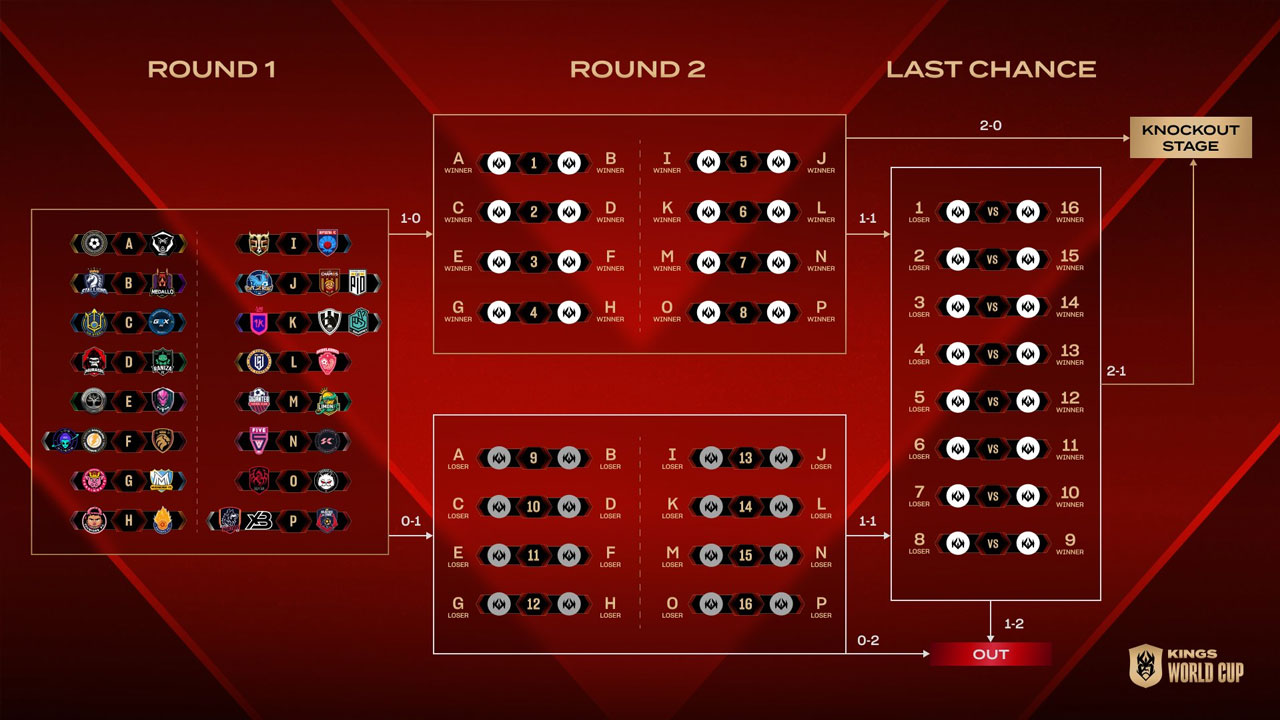 ROUND 1
ROUND 2
LAST CHANCE
A
B
C
D
E
F
G
H
I
J
K
L
M
N
O
P
1-0
0-1
A WINNER 1 B WINNER
C WINNER 2 D WINNER
E WINNER 3 F WINNER
G WINNER 4 H WINNER
I WINNER 5 J WINNER
K WINNER 6 L WINNER
M WINNER 7 N WINNER
O WINNER 8 P WINNER
A LOSER 9 B LOSER
C LOSER 10 D LOSER
E LOSER 11 F LOSER
G LOSER 12 H LOSER
I LOSER 13 J LOSER
K LOSER 14 L LOSER
M LOSER 15 N LOSER
O LOSER 16 P LOSER
2-0
1-1
1-1
0-2
1 LOSER VS 16 WINNER
2 LOSER VS 15 WINNER
3 LOSER VS 14 WINNER
4 LOSER VS 13 WINNER
5 LOSER VS 12 WINNER
6 LOSER VS 11 WINNER
7 LOSER VS 10 WINNER
8 LOSER VS 9 WINNER
2-1
1-2
KNOCKOUT
STAGE
OUT
KINGS
WORLD CUP